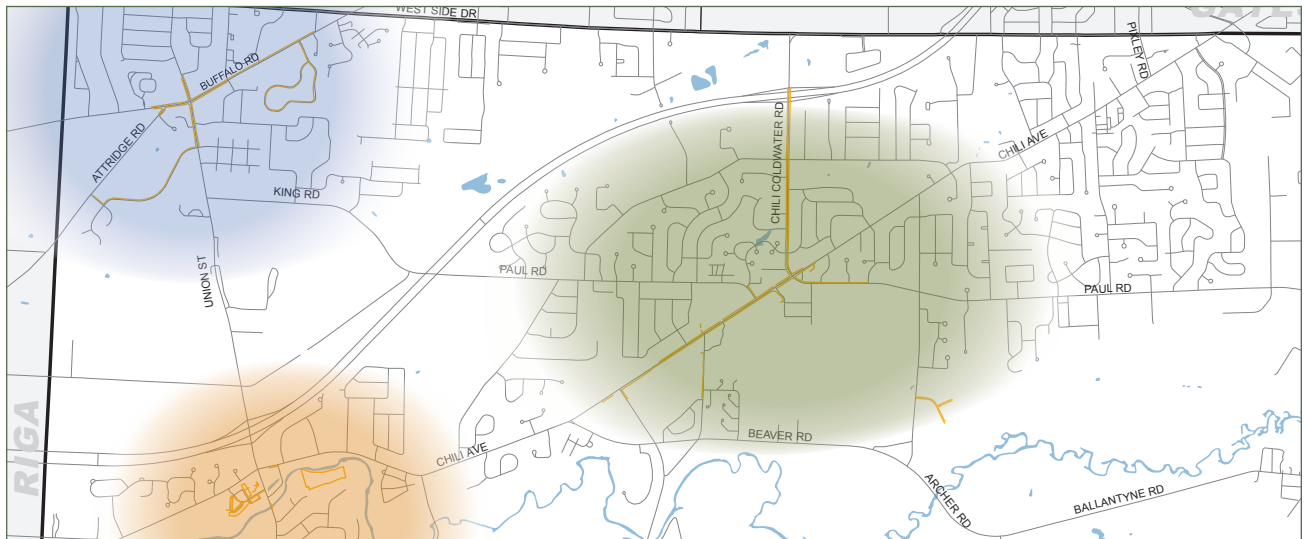 WEST SIDE DR
PIXLEY RD
BUFFALO RD
CHILI COLDWATER RD
ATTRIDGE RD
CHILI AVE
KING RD
UNION ST
PAUL RD
PAUL RD
RIGA
BEAVER RD
CHILI AVE
ARCHER RD
BALLANTYNE RD